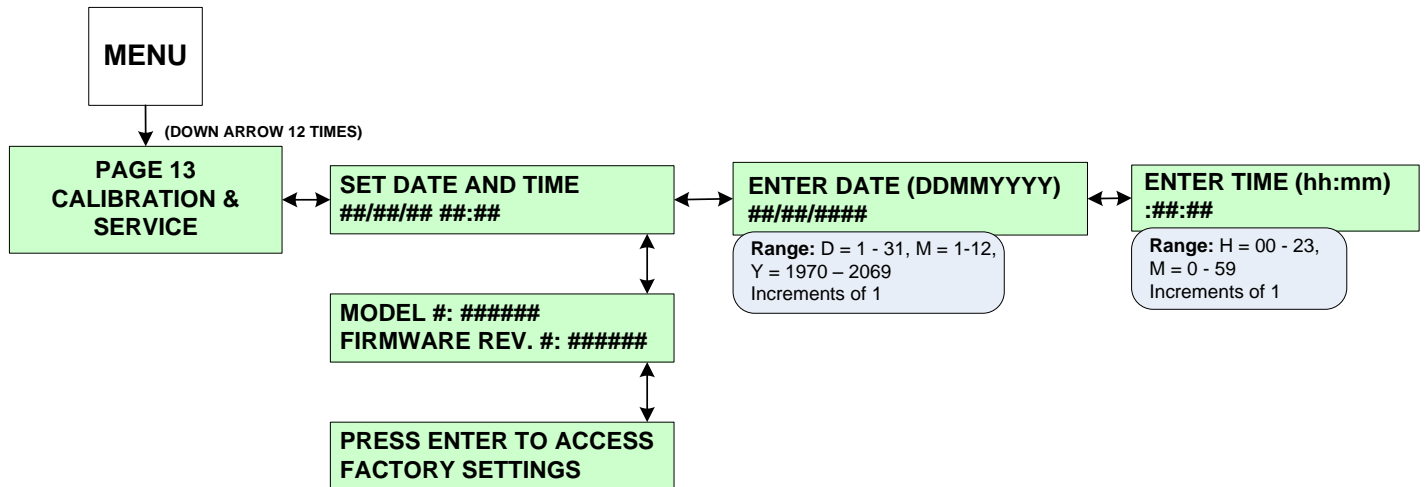 MENU
(DOWN ARROW 12 TIMES)
PAGE 13
CALIBRATION &
SERVICE
SET DATE AND TIME
##/##/## ##:##
ENTER DATE (DDMMYYYY)
##/##/####
Range: D = 1 - 31, M = 1-12,
Y = 1970 – 2069
Increments of 1
ENTER TIME (hh:mm)
:##:##
Range: H = 00 - 23,
M = 0 - 59
Increments of 1
MODEL #: ######
FIRMWARE REV. #: ######
PRESS ENTER TO ACCESS
FACTORY SETTINGS